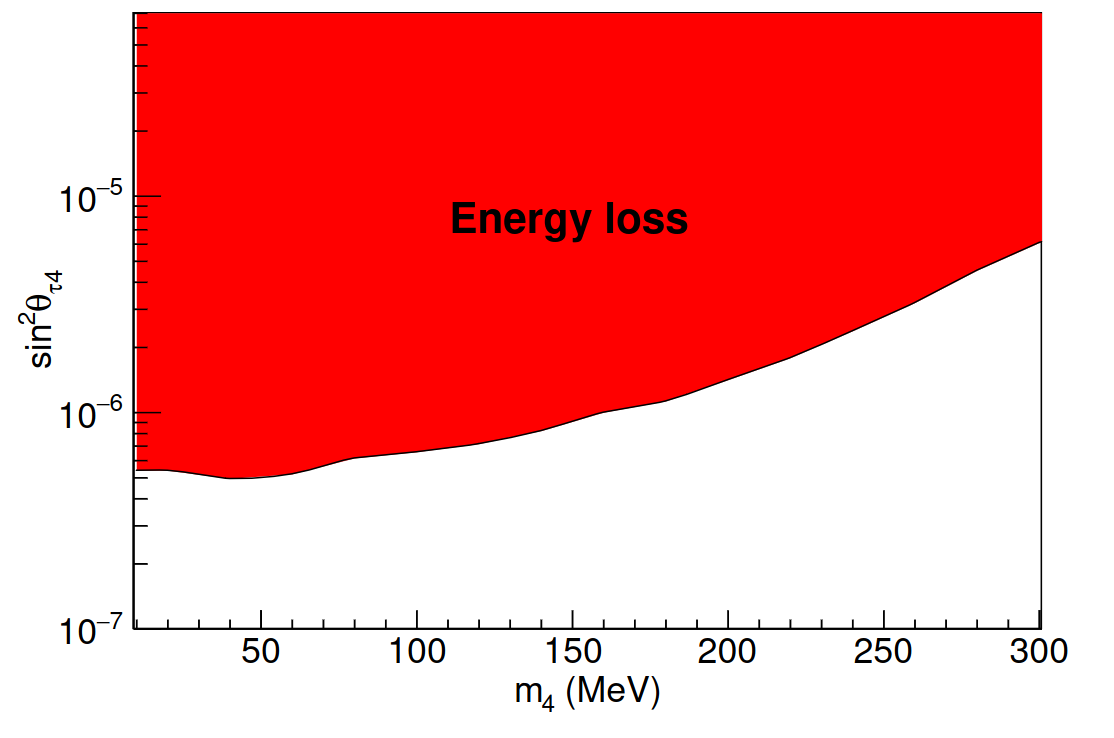 10⁻⁵
Energy loss
sin²θτ4
10⁻⁶
10⁻⁷
50 100 150 200 250 300
m₄ (MeV)